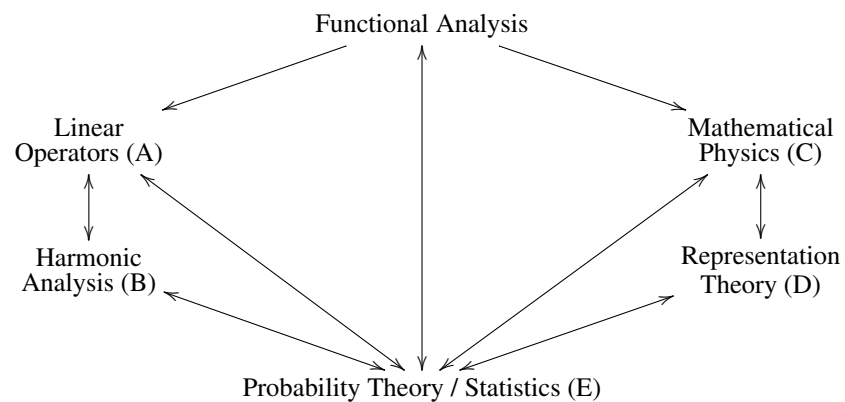 Functional Analysis
Linear
Operators (A)
Mathematical
Physics (C)
Harmonic
Analysis (B)
Representation
Theory (D)
Probability Theory / Statistics (E)